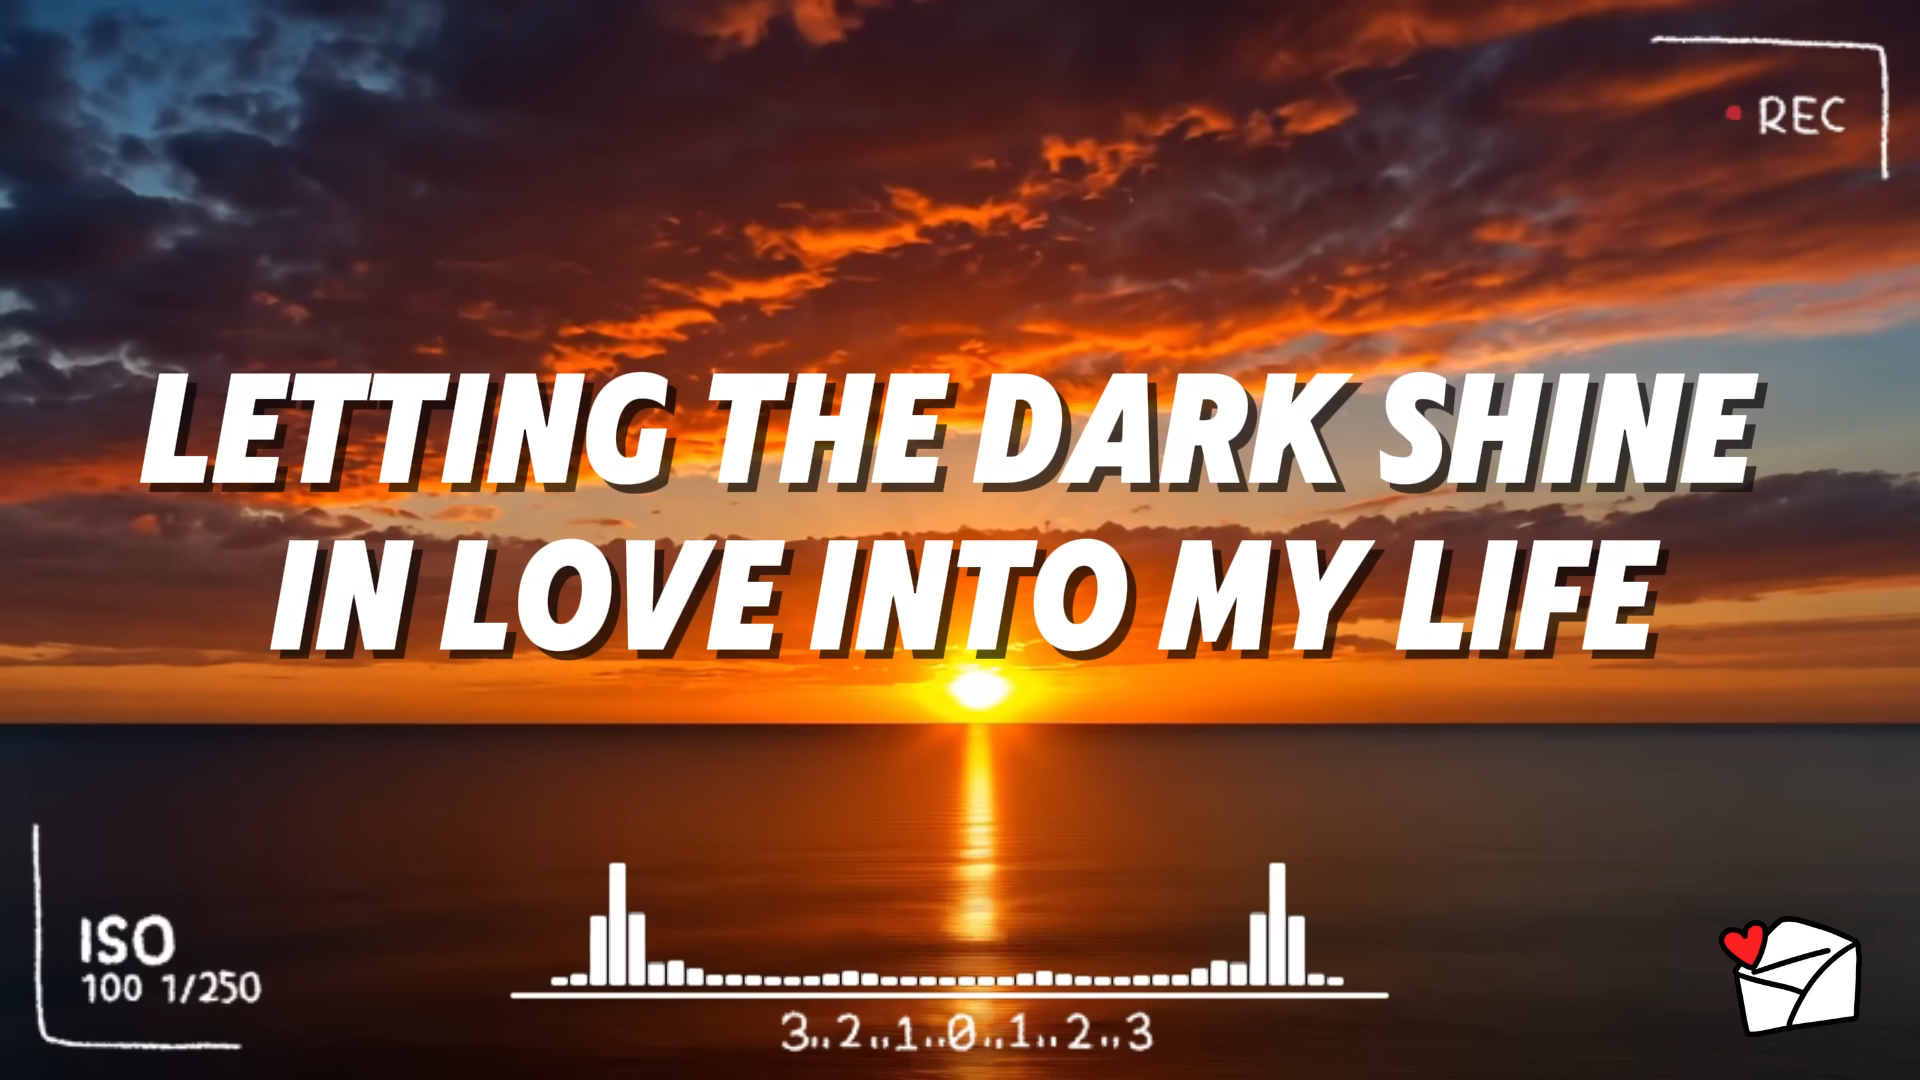 REC
LETTING THE DARK SHINE
IN LOVE INTO MY LIFE
ISO
100 1/250
3..2..1..0..1..2..3